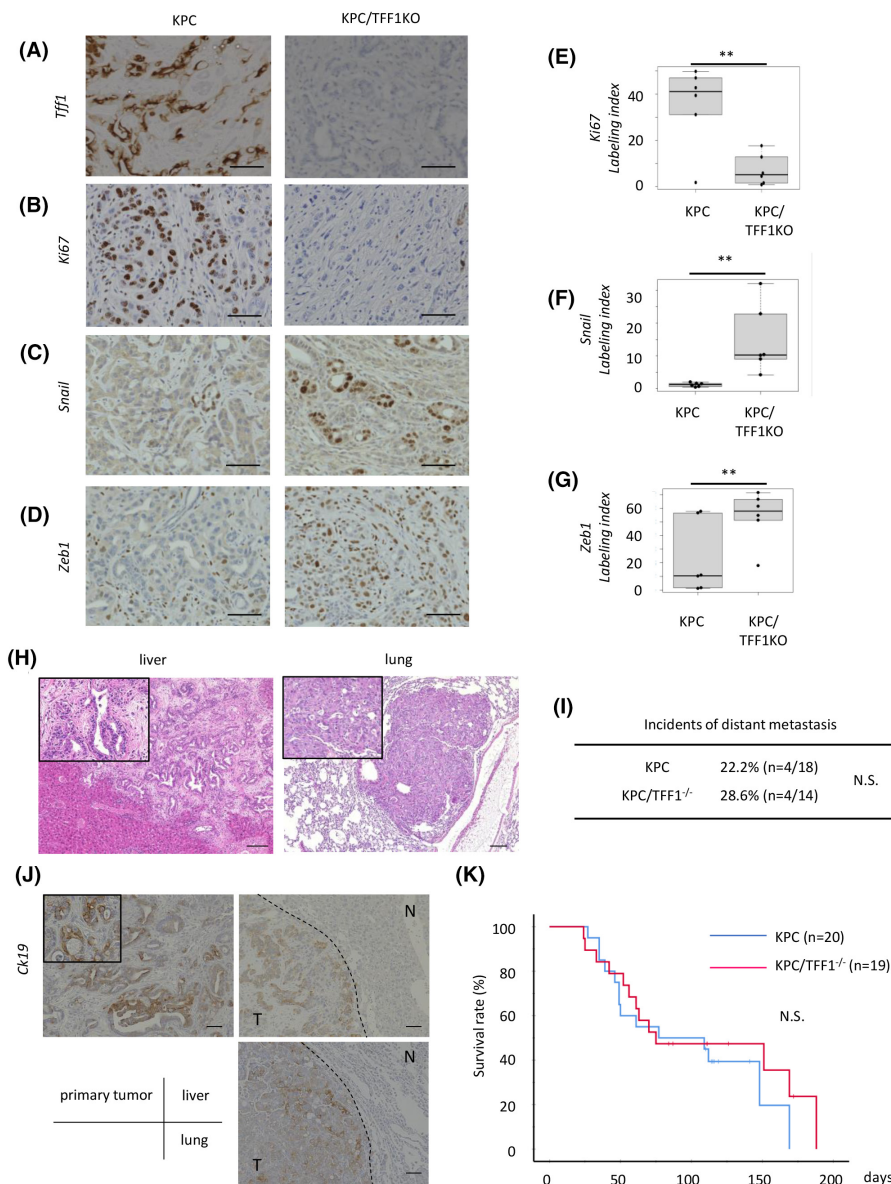 KPC
KPC/TFF1KO
(A)
Tff1
(B)
Ki67
(C)
Snail
(D)
Zeb1
(E)
**
Ki67
Labeling index
40
20
0
KPC
KPC/
TFF1KO
(F)
**
Snail
Labeling index
30
20
10
0
KPC
KPC/
TFF1KO
(G)
**
Zeb1
Labeling index
60
40
20
0
KPC
KPC/
TFF1KO
(H)
liver
lung
(I)
Incidents of distant metastasis
KPC 22.2% (n=4/18)
N.S.
KPC/TFF1-/- 28.6% (n=4/14)
(J)
Ck19
N
T
N
T
primary tumor
liver
lung
(K)
Survival rate (%)
100
80
60
40
20
0
KPC (n=20)
KPC/TFF1-/- (n=19)
N.S.
0 50 100 150 200 days